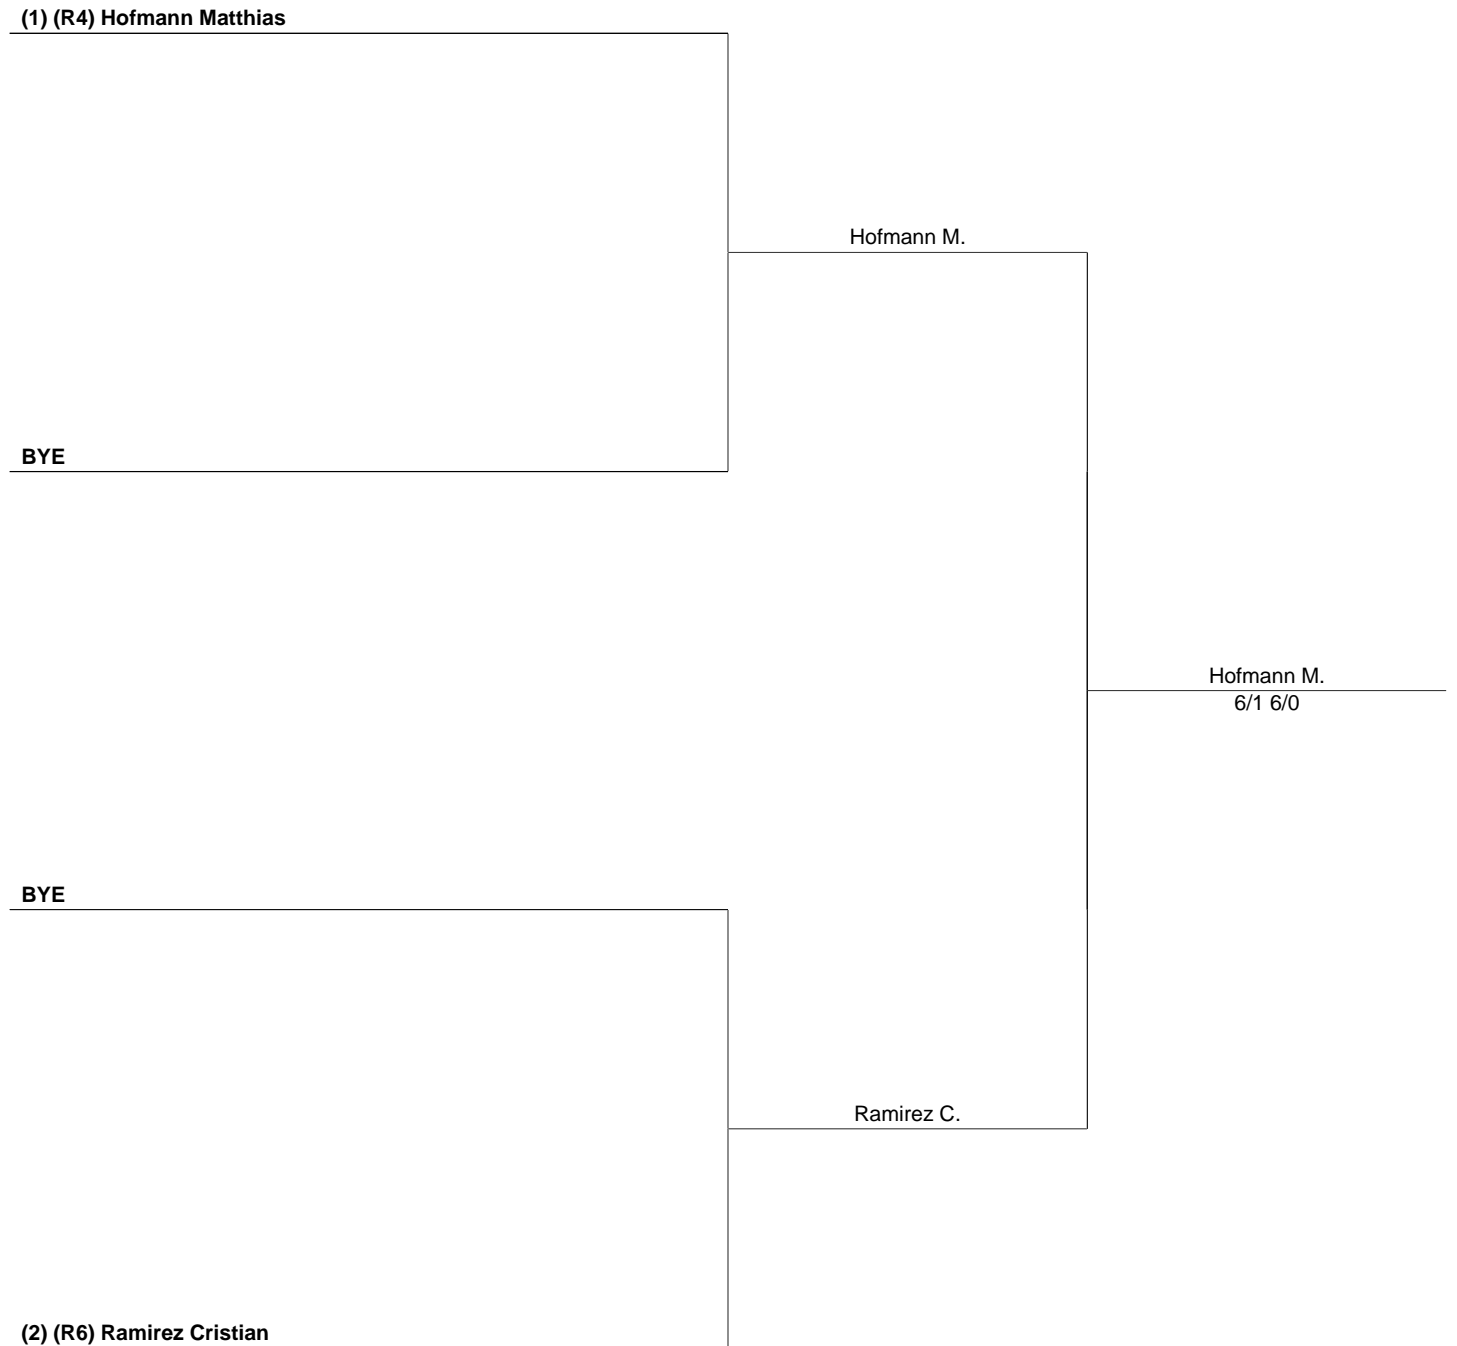 (1) (R4) Hofmann Matthias
Hofmann M.
BYE
Hofmann M.
6/1 6/0
BYE
Ramirez C.
(2) (R6) Ramirez Cristian